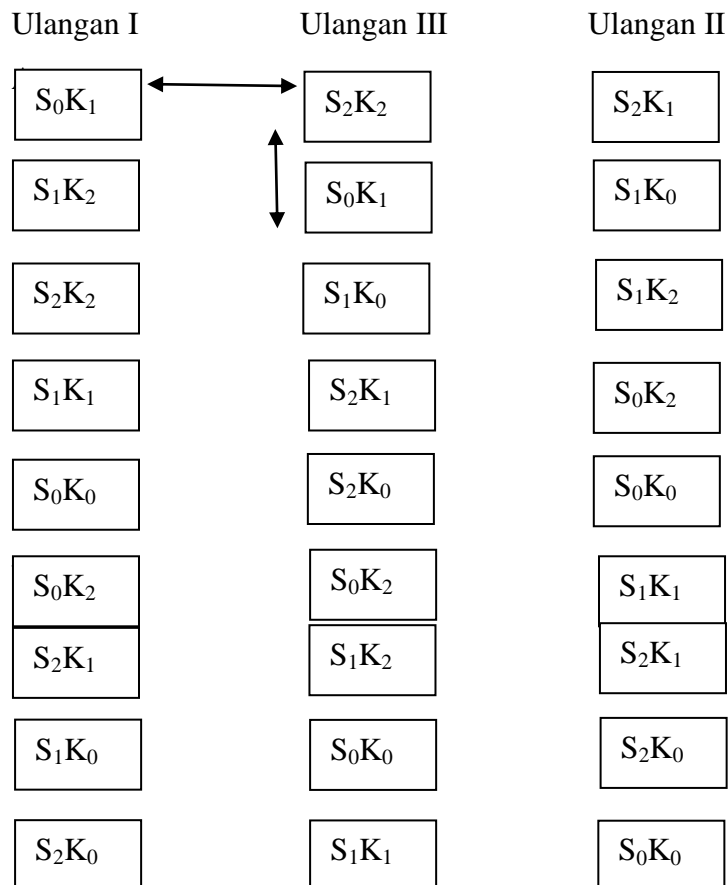 Ulangan I Ulangan III Ulangan II
S₀K₁ S₂K₂ S₂K₁
S₁K₂ S₀K₁ S₁K₀
S₂K₂ S₁K₀ S₁K₂
S₁K₁ S₂K₁ S₀K₂
S₀K₀ S₂K₀ S₀K₀
S₀K₂ S₀K₂ S₁K₁
S₂K₁ S₁K₂ S₂K₁
S₁K₀ S₀K₀ S₂K₀
S₂K₀ S₁K₁ S₀K₀